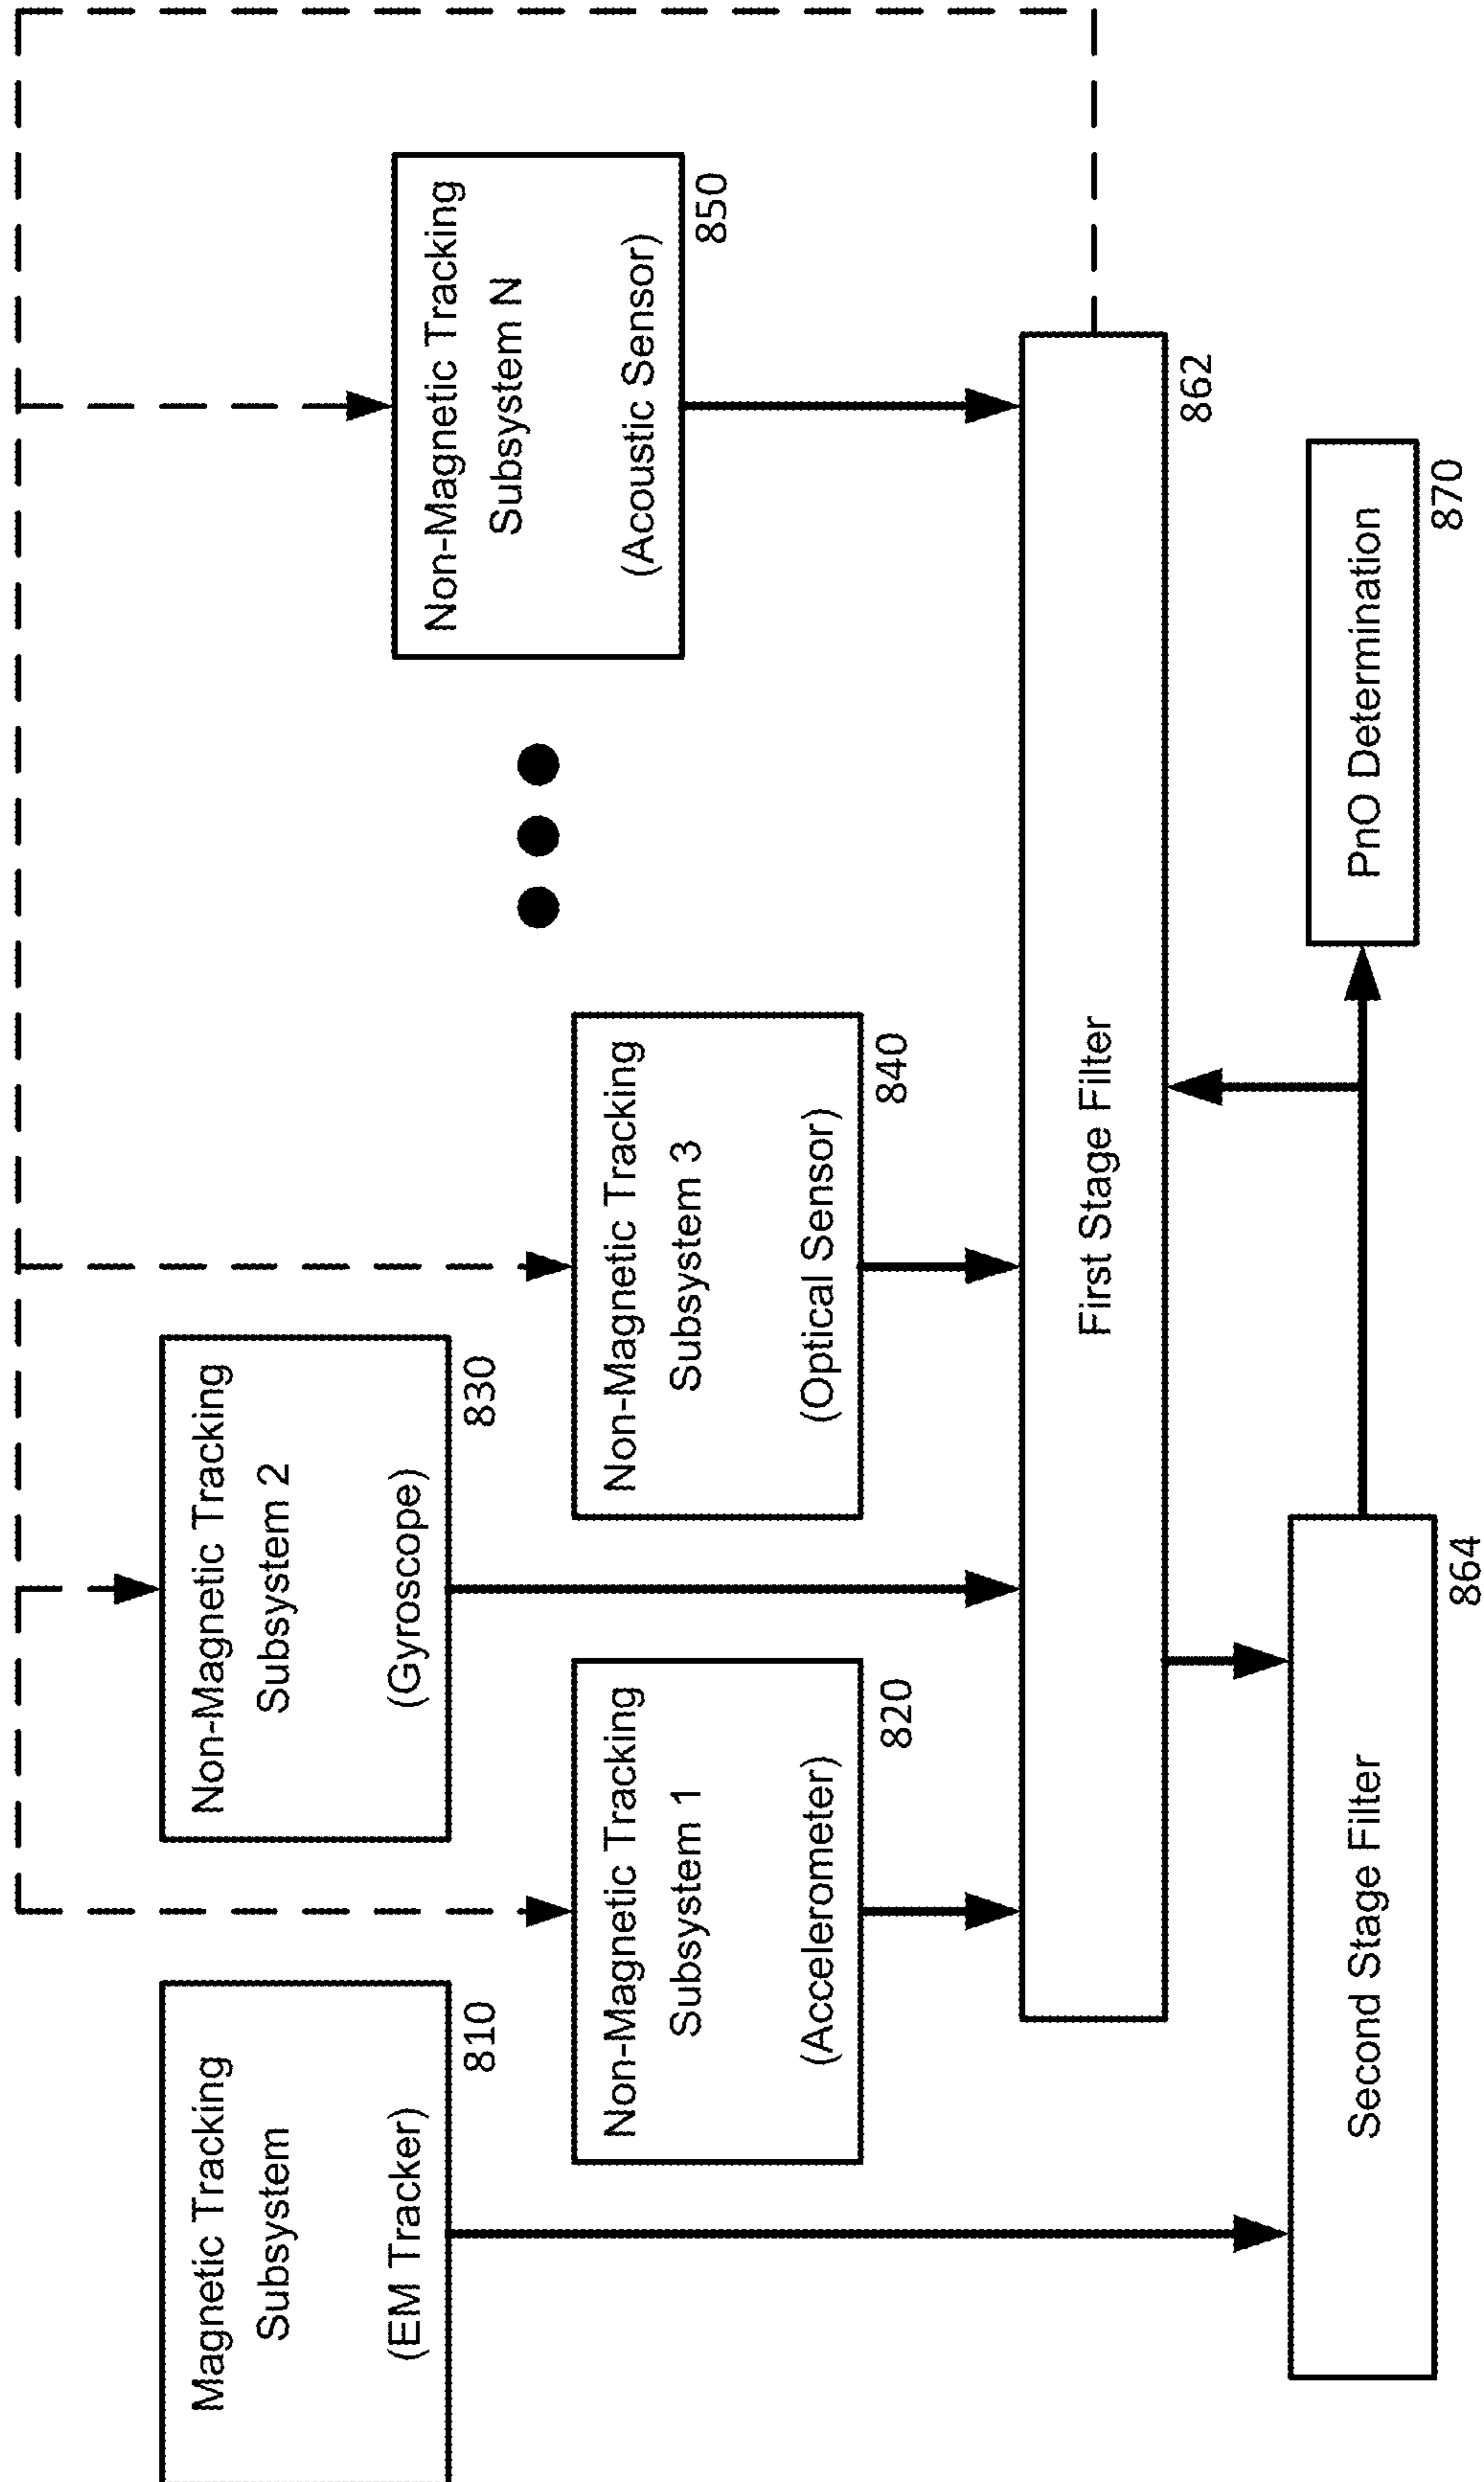 Magnetic Tracking
Subsystem
(EM Tracker)
810
Non-Magnetic Tracking
Subsystem 2
(Gyroscope)
830
Non-Magnetic Tracking
Subsystem 1
(Accelerometer)
820
Non-Magnetic Tracking
Subsystem 3
(Optical Sensor)
840
Non-Magnetic Tracking
Subsystem N
(Acoustic Sensor)
850
First Stage Filter
862
Second Stage Filter
864
PnO Determination
870